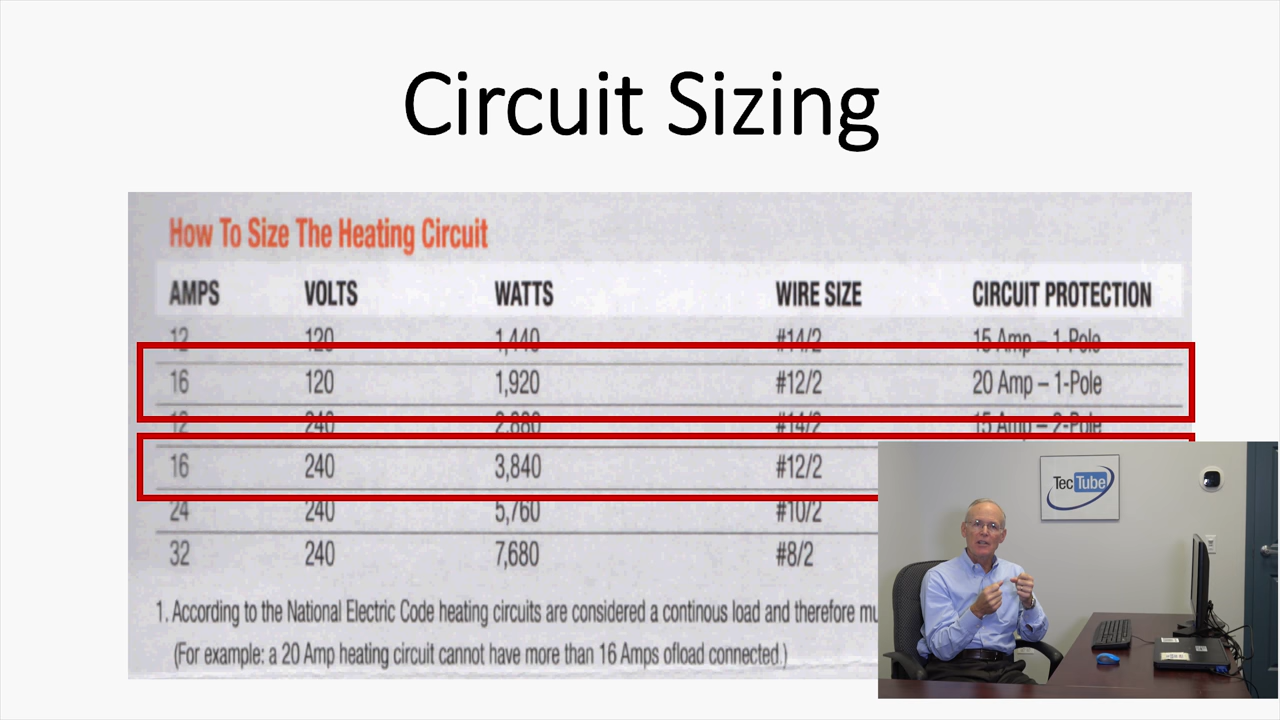 Circuit Sizing
How To Size The Heating Circuit
AMPS VOLTS WATTS WIRE SIZE CIRCUIT PROTECTION
12 120 1,440 #14/2 15 Amp – 1-Pole
16 120 1,920 #12/2 20 Amp – 1-Pole
12 240 2,880 #14/2 15 Amp – 2-Pole
16 240 3,840 #12/2
24 240 5,760 #10/2
32 240 7,680 #8/2
1. According to the National Electric Code heating circuits are considered a continous load and therefore mu
(For example: a 20 Amp heating circuit cannot have more than 16 Amps ofload connected.)
TecTube